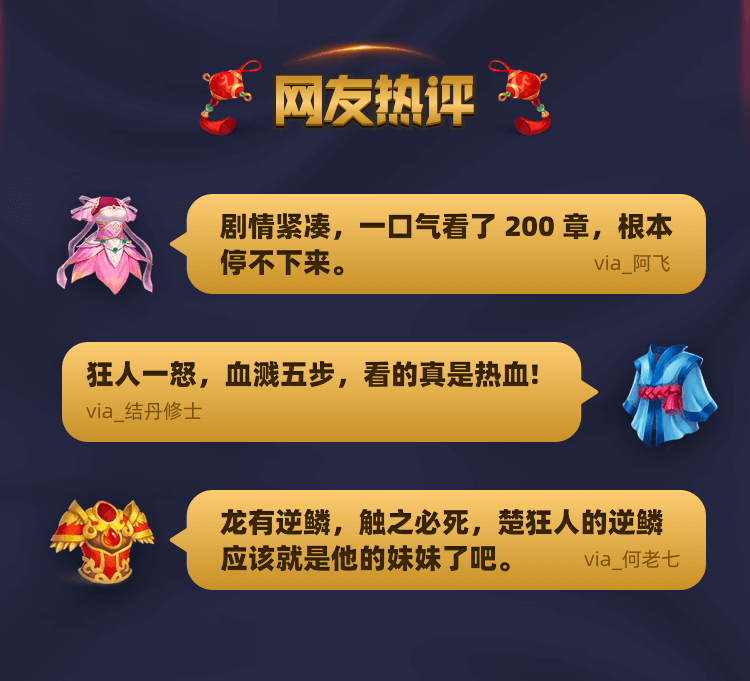 网友热评
剧情紧凑，一口气看了 200 章，根本
停不下来。
via_阿飞
狂人一怒，血溅五步，看的真是热血!
via_结丹修士
龙有逆鳞，触之必死，楚狂人的逆鳞
应该就是他的妹妹了吧。
via_何老七